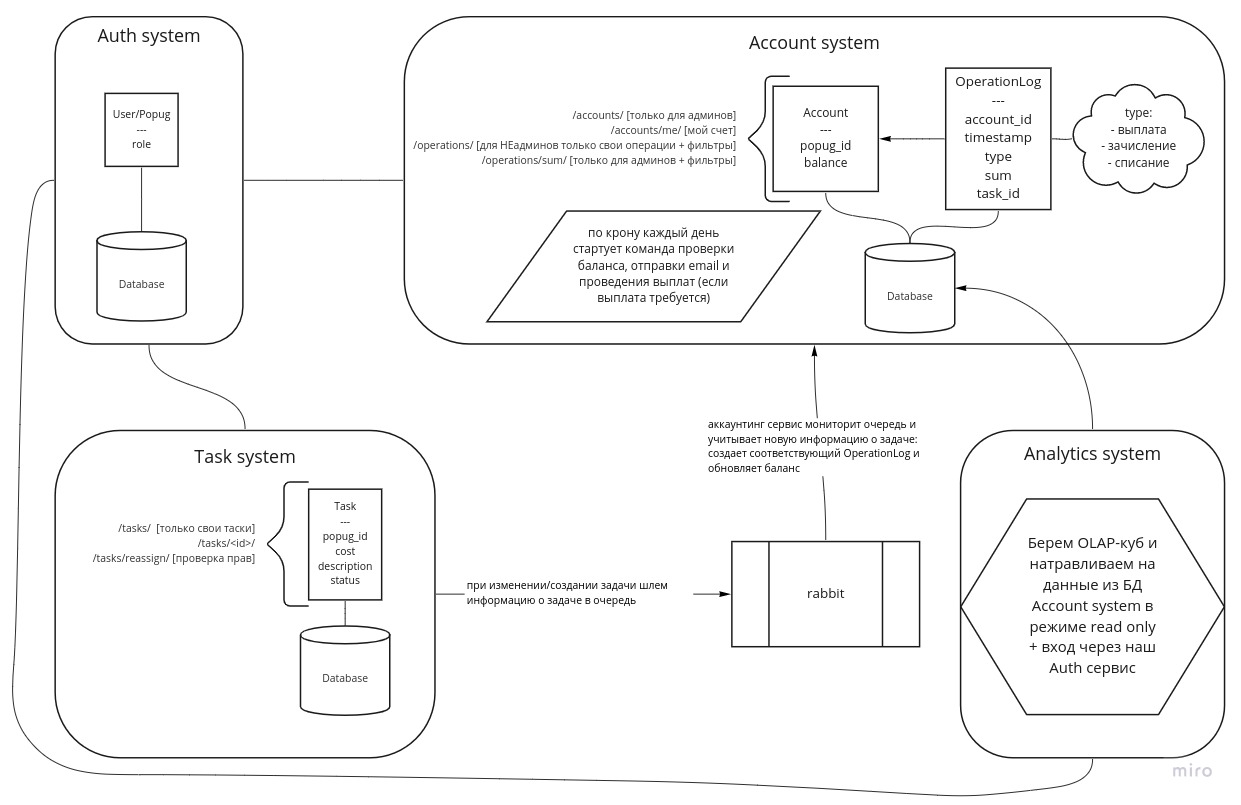 Auth system
User/Popug
---
role
Database
Account system
/accounts/ [только для админов]
/accounts/me/ [мой счет]
/operations/ [для НЕадминов только свои операции + фильтры]
/operations/sum/ [только для админов + фильтры]
Account
---
popug_id
balance
OperationLog
---
account_id
timestamp
type
sum
task_id
type:
- выплата
- зачисление
- списание
по крону каждый день
стартует команда проверки
баланса, отправки email и
проведения выплат (если
выплата требуется)
Database
Task system
/tasks/ [только свои таски]
/tasks/<id>/
/tasks/reassign/ [проверка прав]
Task
---
popug_id
cost
description
status
Database
при изменении/создании задачи шлем
информацию о задаче в очередь
аккаунтинг сервис мониторит очередь и
учитывает новую информацию о задаче:
создает соответствующий OperationLog и
обновляет баланс
rabbit
Analytics system
Берем OLAP-куб и
натравливаем на
данные из БД
Account system в
режиме read only
+ вход через наш
Auth сервис
miro